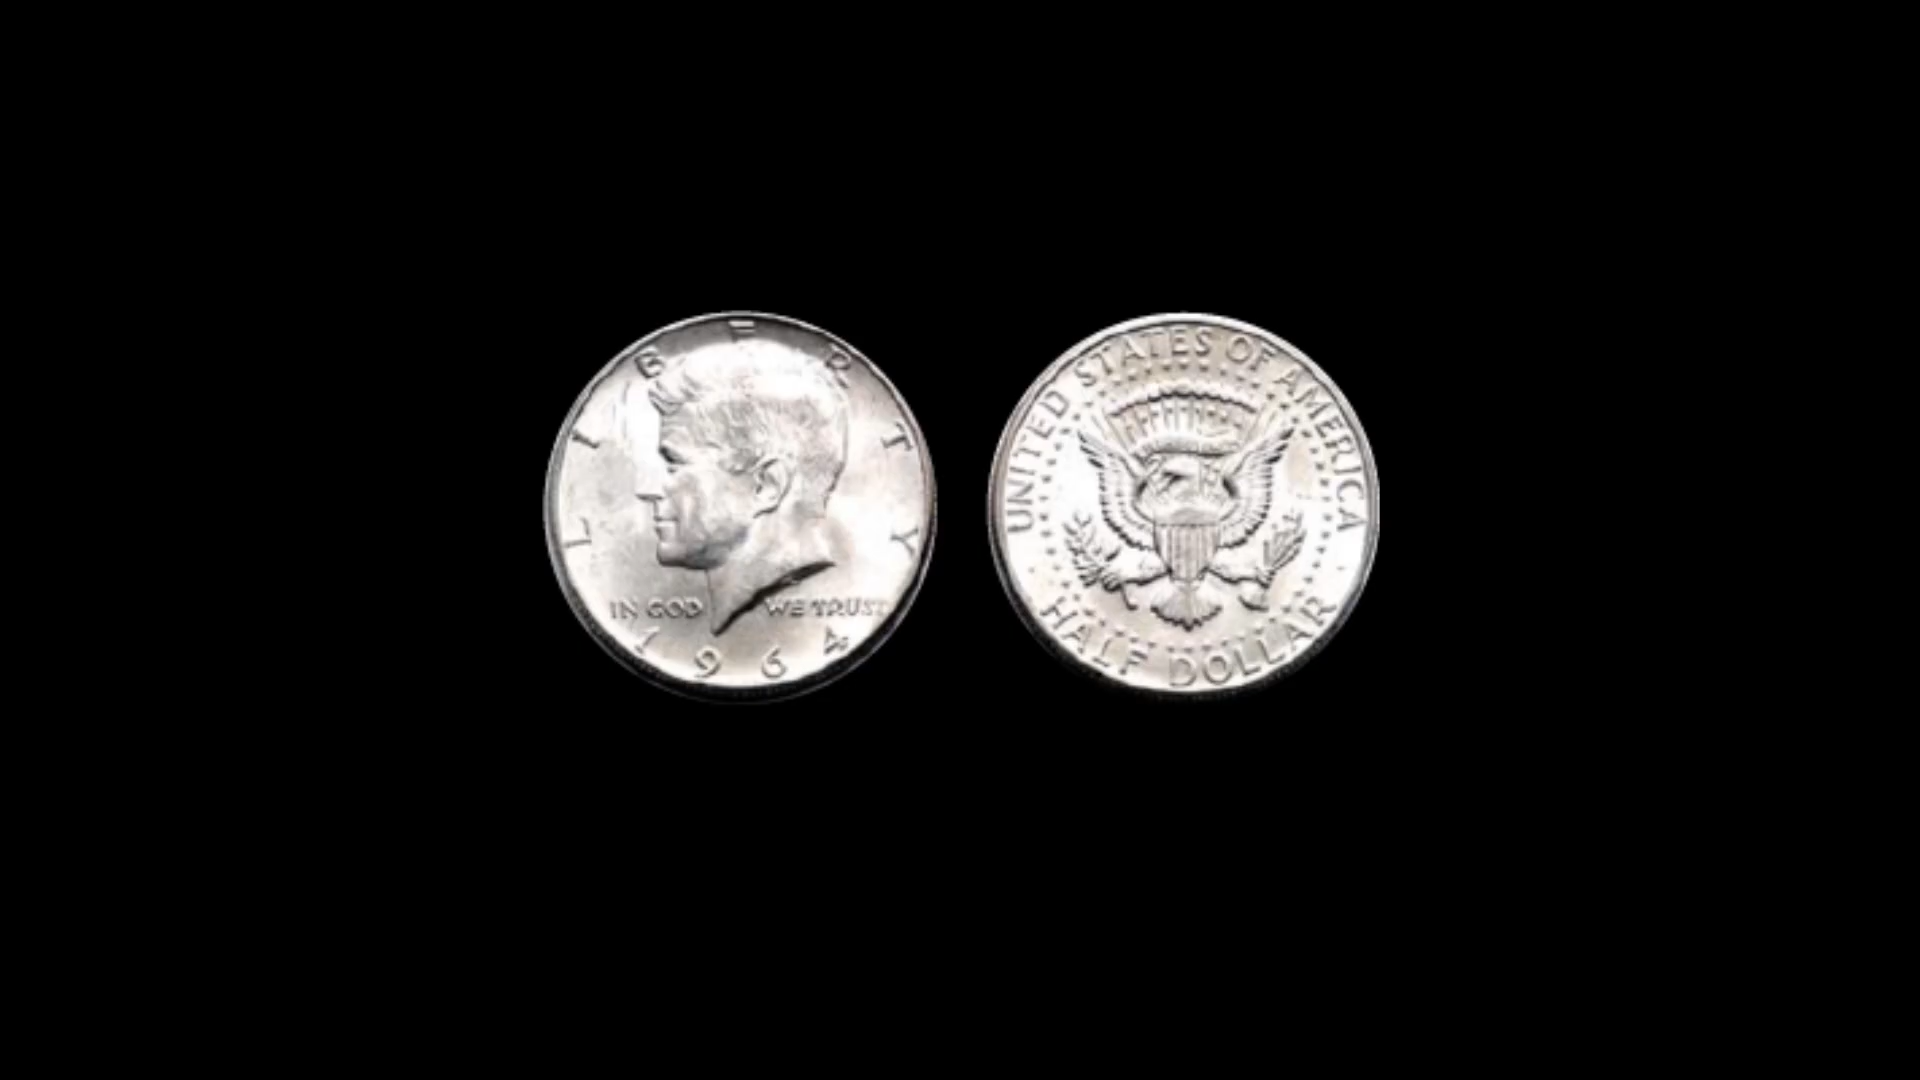 LIBERTY
IN GOD WE TRUST
1964
UNITED STATES OF AMERICA
HALF DOLLAR